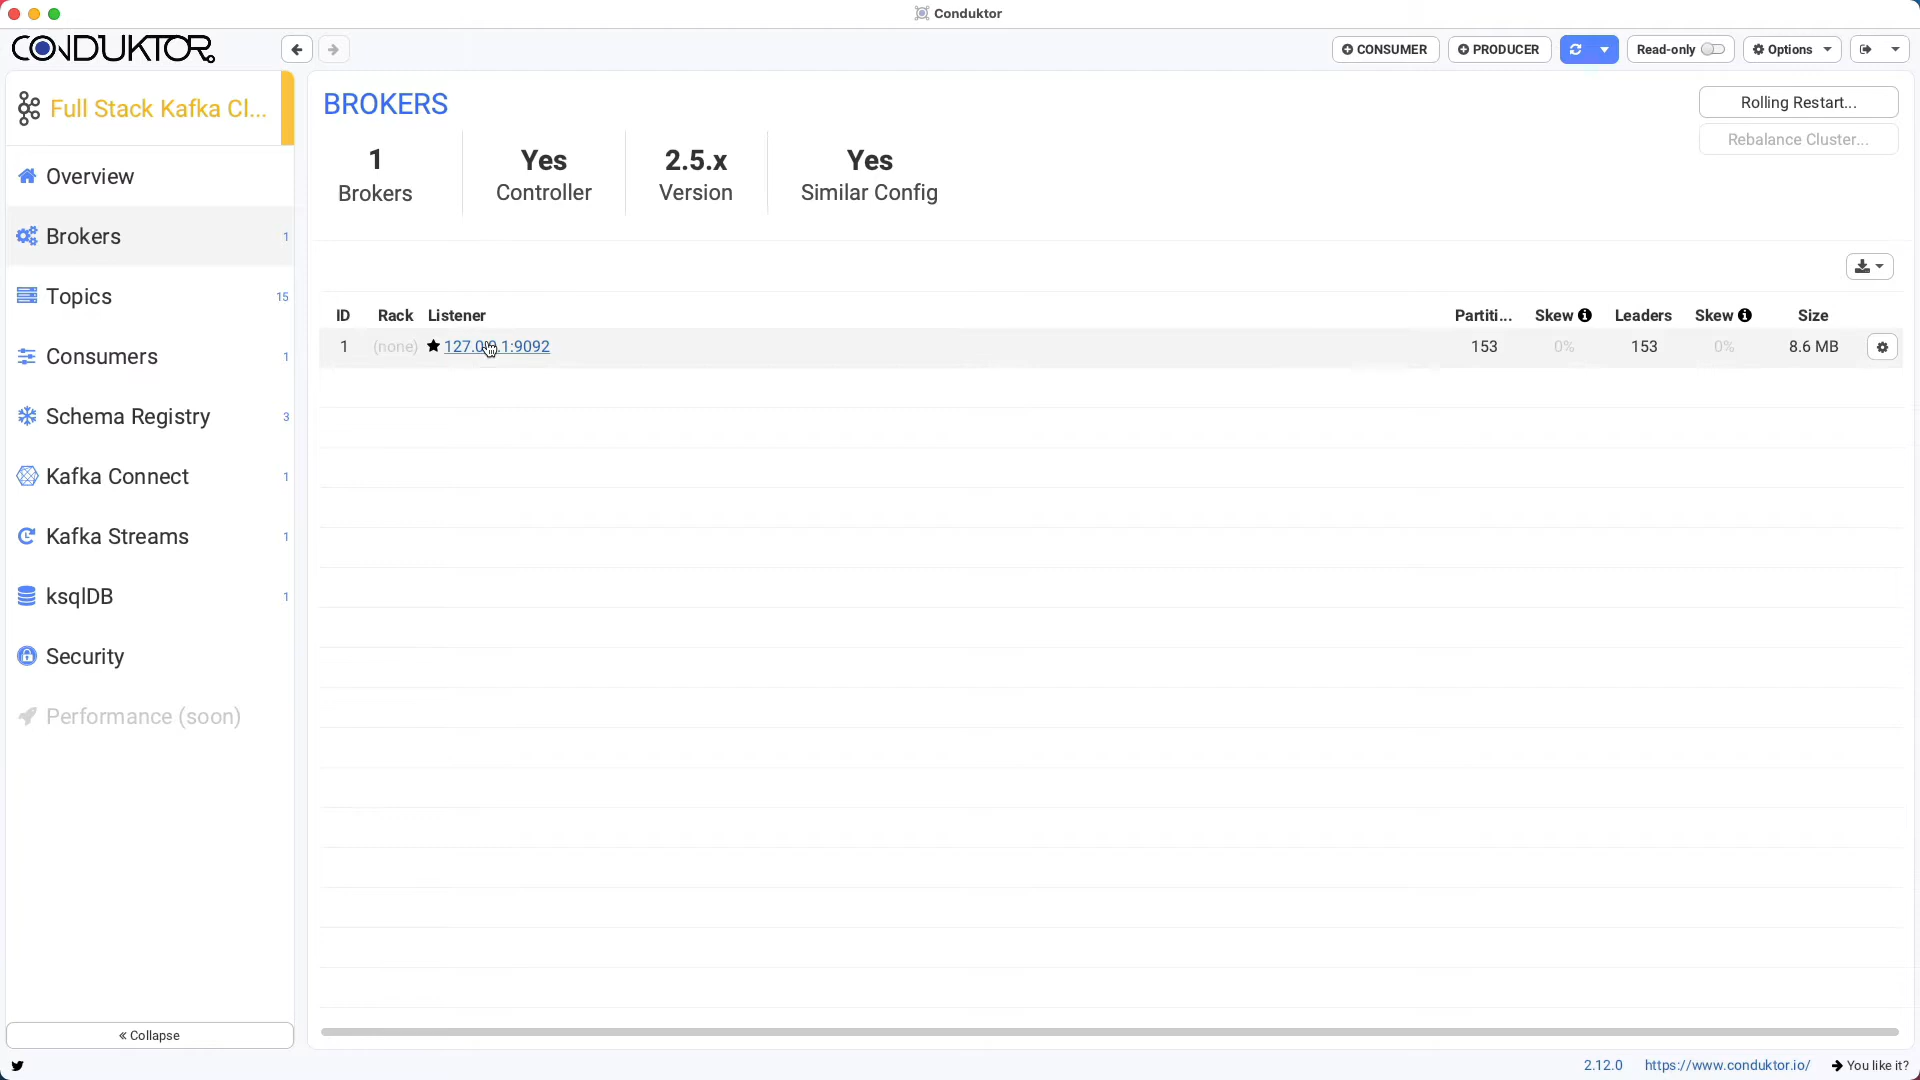 Conduktor
CONDUKTOR
CONSUMER
PRODUCER
Read-only
Options
Full Stack Kafka Cl...
Overview
Brokers 1
Topics 15
Consumers 1
Schema Registry 3
Kafka Connect 1
Kafka Streams 1
ksqlDB 1
Security
Performance (soon)
« Collapse
BROKERS
Rolling Restart...
Rebalance Cluster...
1 Yes 2.5.x Yes
Brokers Controller Version Similar Config
ID Rack Listener Partiti... Skew Leaders Skew Size
1 (none) 127.0.0.1:9092 153 0% 153 0% 8.6 MB
2.12.0 https://www.conduktor.io/ You like it?